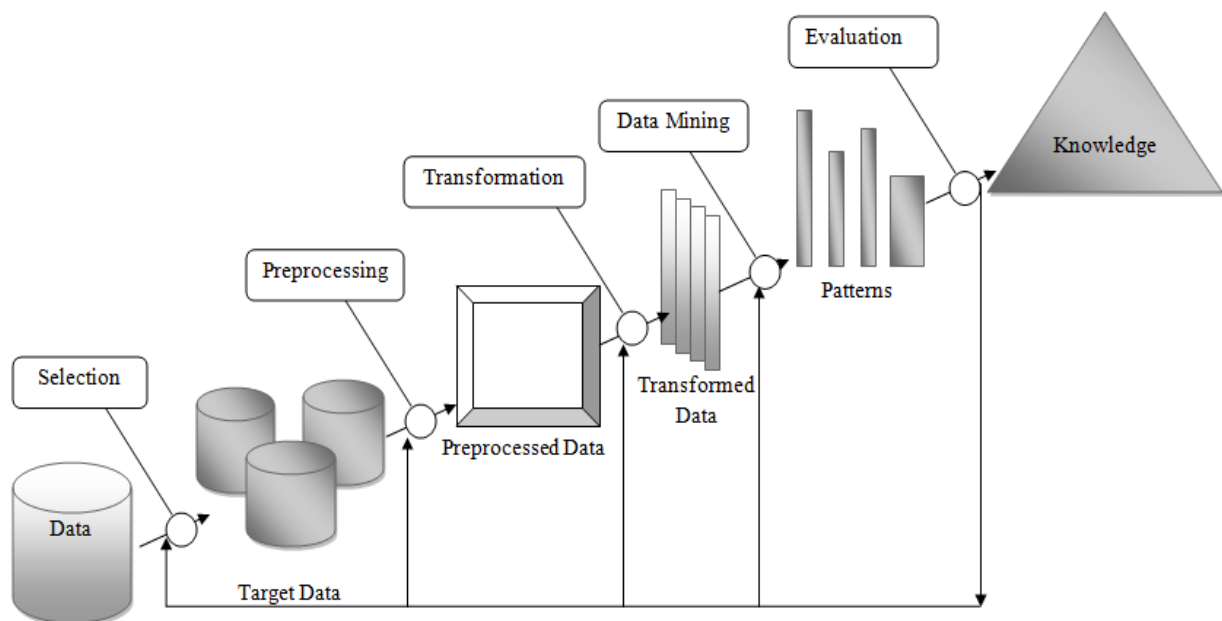 Evaluation
Knowledge
Data Mining
Patterns
Transformation
Transformed
Data
Preprocessing
Preprocessed Data
Selection
Data
Target Data